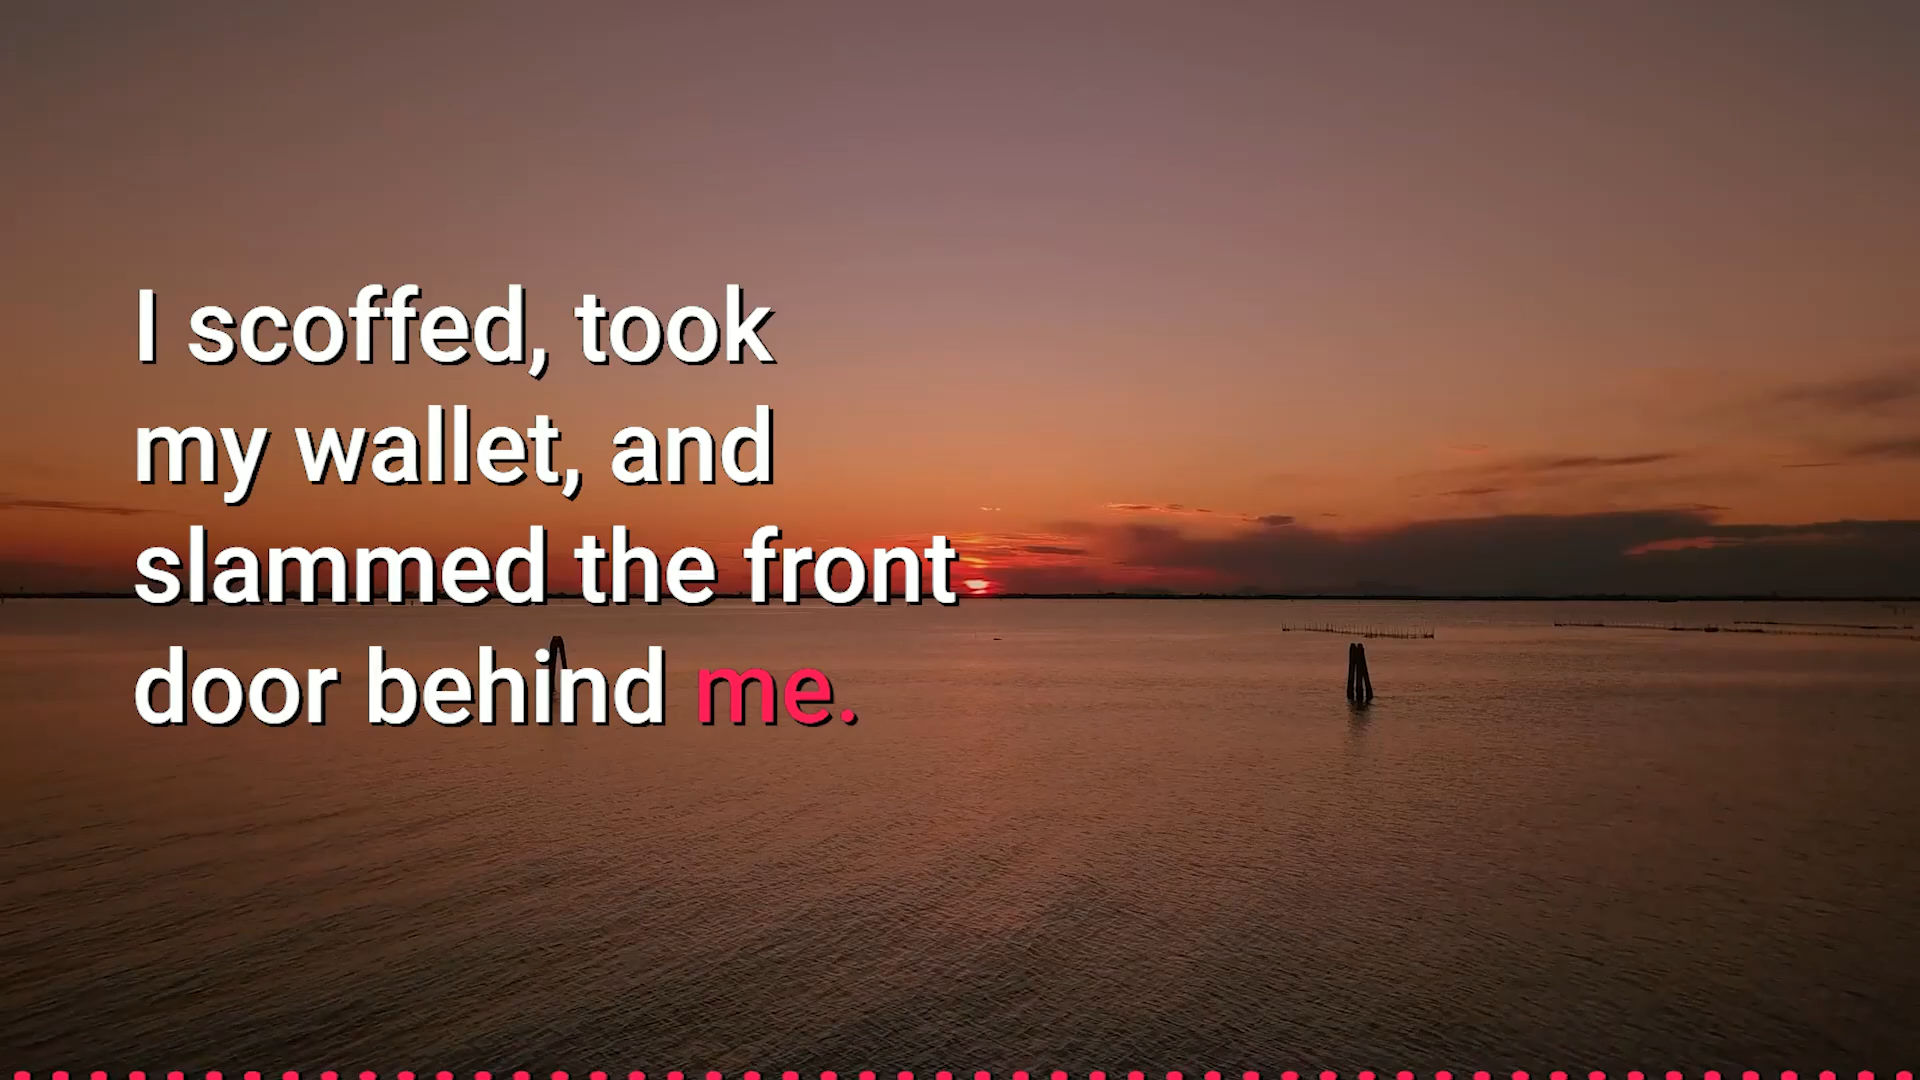 I scoffed, took
my wallet, and
slammed the front
door behind me.